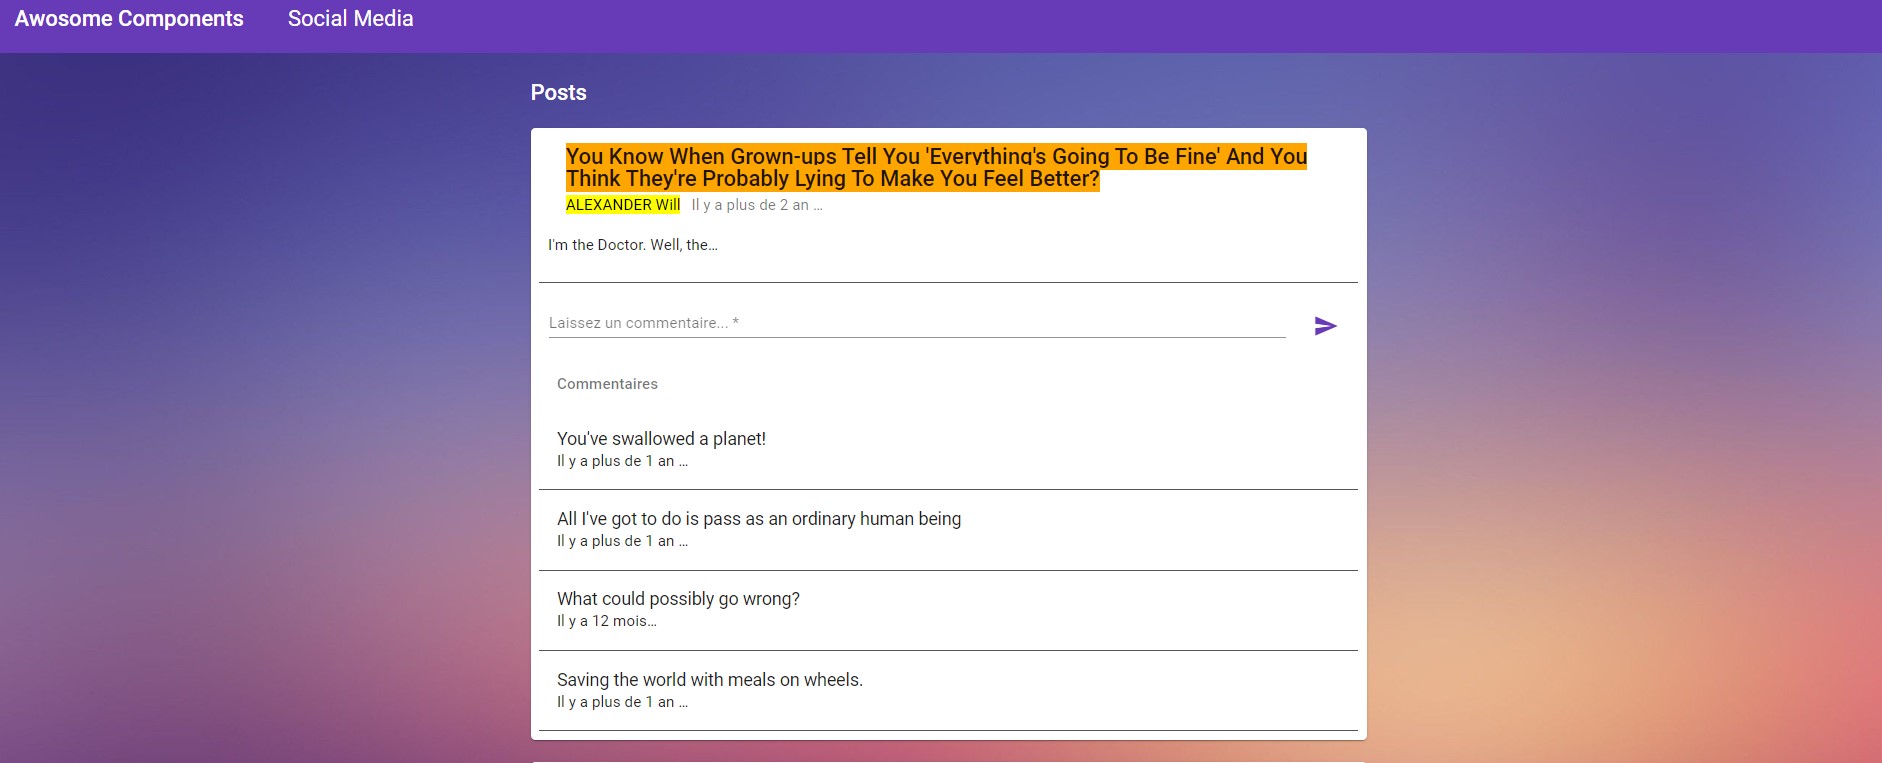 Awosome Components Social Media
Posts
You Know When Grown-ups Tell You 'Everything's Going To Be Fine' And You
Think They're Probably Lying To Make You Feel Better?
ALEXANDER Will Il y a plus de 2 an ...
I'm the Doctor. Well, the...
Laissez un commentaire... *
Commentaires
You've swallowed a planet!
Il y a plus de 1 an ...
All I've got to do is pass as an ordinary human being
Il y a plus de 1 an ...
What could possibly go wrong?
Il y a 12 mois...
Saving the world with meals on wheels.
Il y a plus de 1 an ...